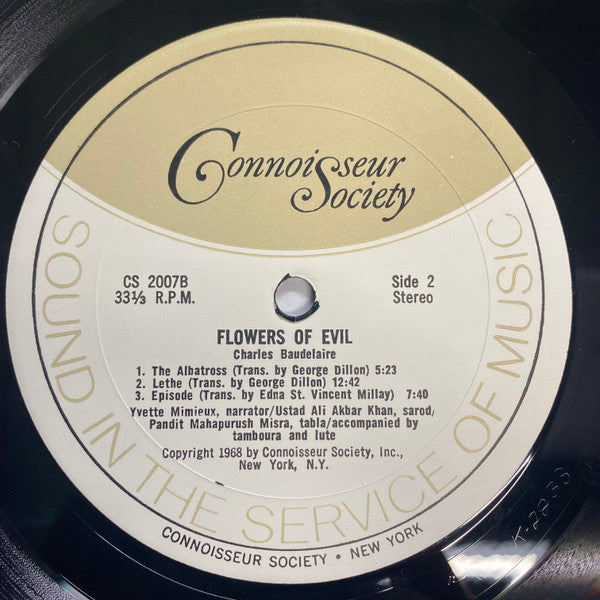 Connoisseur
Society
CS 2007B
33⅓ R.P.M.
Side 2
Stereo
FLOWERS OF EVIL
Charles Baudelaire
1. The Albatross (Trans. by George Dillon) 5:23
2. Lethe (Trans. by George Dillon) 12:42
3. Episode (Trans. by Edna St. Vincent Millay) 7:40
Yvette Mimieux, narrator/Ustad Ali Akbar Khan, sarod/
Pandit Mahapurush Misra, tabla/accompanied by
tamboura and lute
Copyright 1968 by Connoisseur Society, Inc.,
New York, N.Y.
SOUND IN THE SERVICE OF MUSIC
CONNOISSEUR SOCIETY • NEW YORK